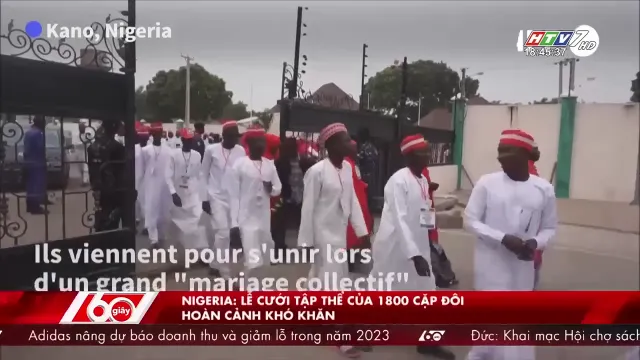 Kano, Nigeria
HTV7 HD
18:45:37
Ils viennent pour s'unir lors
d'un grand "mariage collectif"
60 giây
NIGERIA: LỄ CƯỚI TẬP THỂ CỦA 1800 CẶP ĐÔI
HOÀN CẢNH KHÓ KHĂN
Adidas nâng dự báo doanh thu và giảm lỗ trong năm 2023 60 Đức: Khai mạc Hội chợ sách